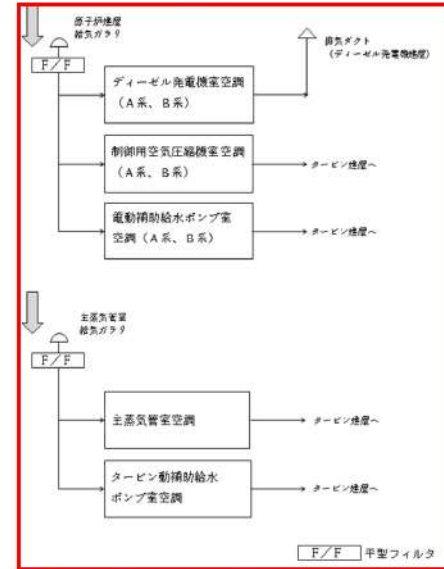 原子炉建屋
給気ガラリ
F/F
排気ダクト
(ディーゼル発電機建屋)
ディーゼル発電機室空調
(A系、B系)
制御用空気圧縮機室空調
(A系、B系)
タービン建屋へ
電動補助給水ポンプ室
空調(A系、B系)
タービン建屋へ
主蒸気管室
給気ガラリ
F/F
主蒸気管室空調
タービン建屋へ
タービン動補助給水
ポンプ室空調
タービン建屋へ
F/F 平型フィルタ